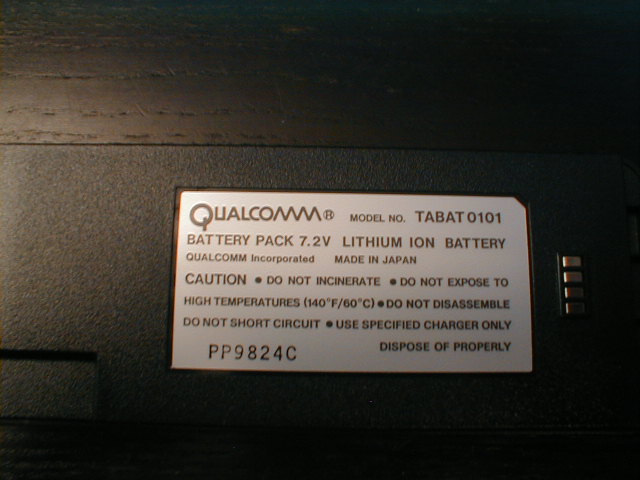 QUALCOMM® MODEL NO. TABAT0101
BATTERY PACK 7.2V LITHIUM ION BATTERY
QUALCOMM Incorporated MADE IN JAPAN
CAUTION ● DO NOT INCINERATE ● DO NOT EXPOSE TO
HIGH TEMPERATURES (140°F/60°C) ● DO NOT DISASSEMBLE
DO NOT SHORT CIRCUIT ● USE SPECIFIED CHARGER ONLY
DISPOSE OF PROPERLY
PP9824C